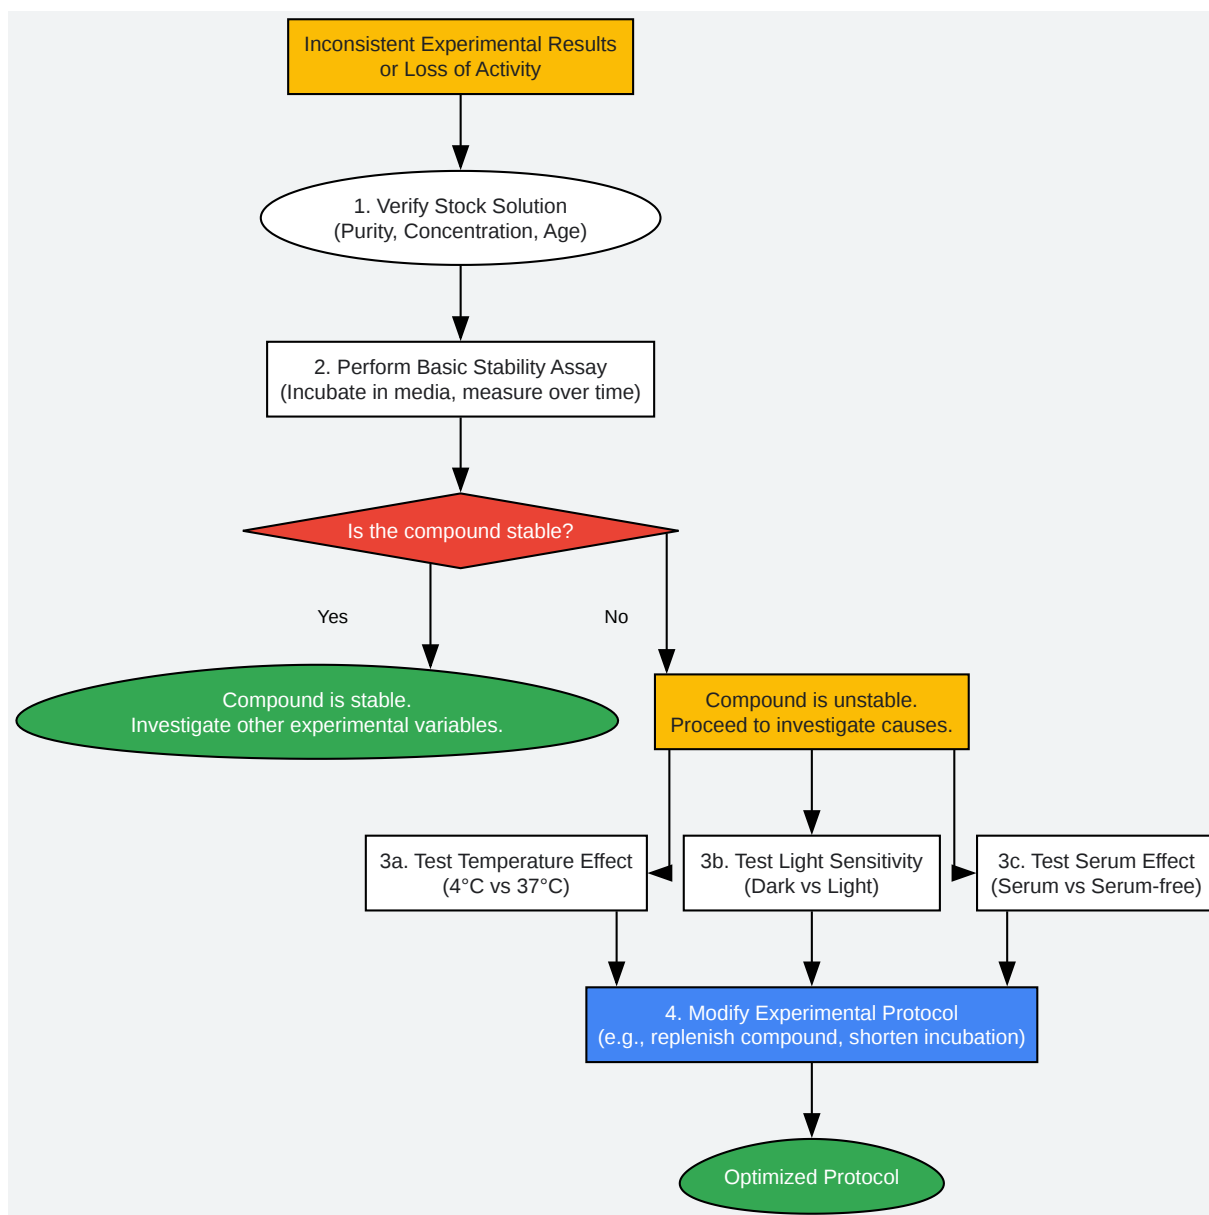 Inconsistent Experimental Results
or Loss of Activity
1. Verify Stock Solution
(Purity, Concentration, Age)
2. Perform Basic Stability Assay
(Incubate in media, measure over time)
Is the compound stable?
Yes
No
Compound is stable.
Investigate other experimental variables.
Compound is unstable.
Proceed to investigate causes.
3a. Test Temperature Effect
(4°C vs 37°C)
3b. Test Light Sensitivity
(Dark vs Light)
3c. Test Serum Effect
(Serum vs Serum-free)
4. Modify Experimental Protocol
(e.g., replenish compound, shorten incubation)
Optimized Protocol